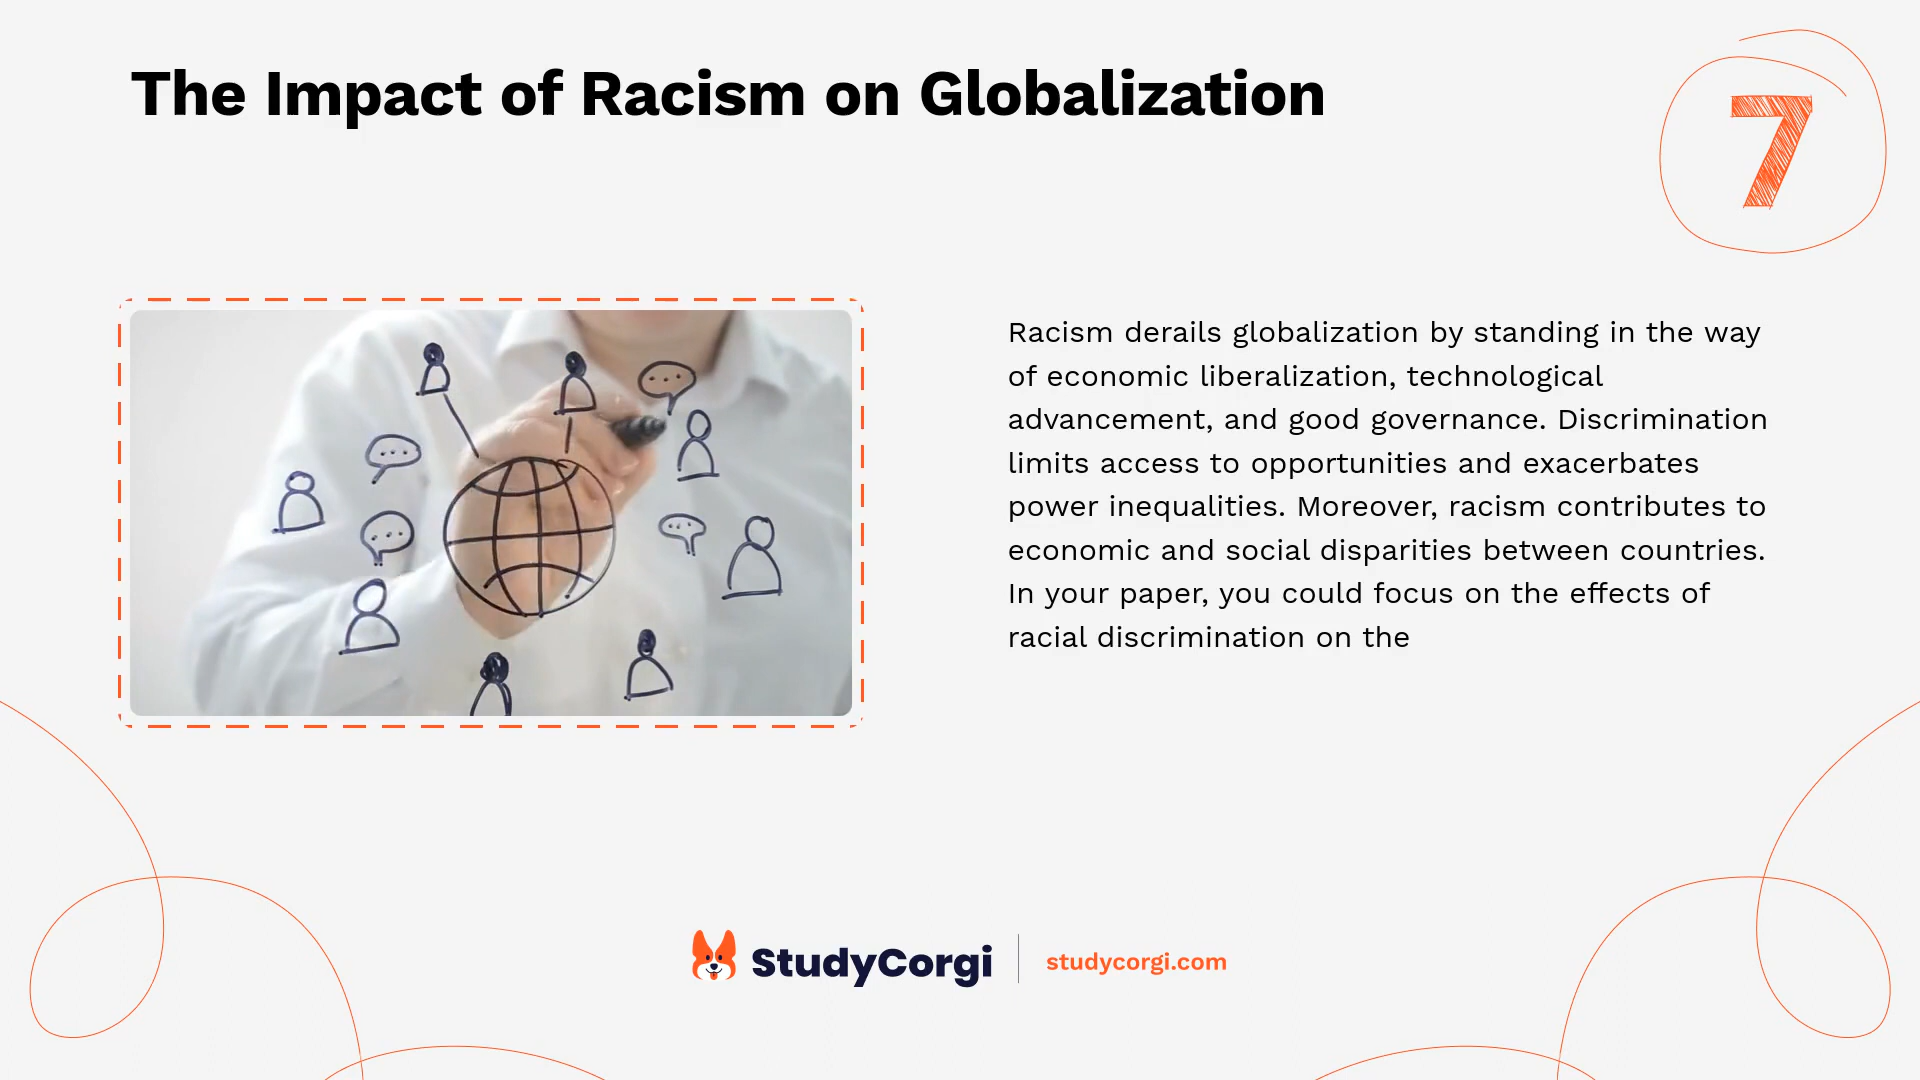 The Impact of Racism on Globalization
7
Racism derails globalization by standing in the way
of economic liberalization, technological
advancement, and good governance. Discrimination
limits access to opportunities and exacerbates
power inequalities. Moreover, racism contributes to
economic and social disparities between countries.
In your paper, you could focus on the effects of
racial discrimination on the
StudyCorgi
studycorgi.com